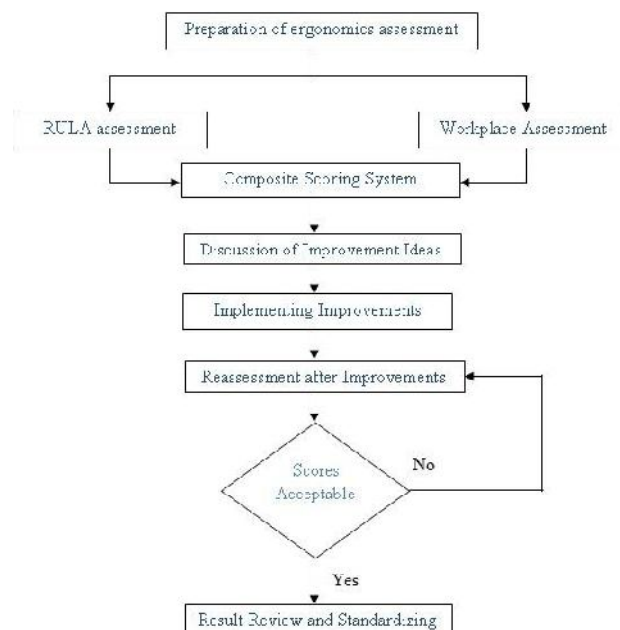 Preparation of ergonomics assessment
RULA assessment
Workplace Assessment
Composite Scoring System
Discussion of Improvement Ideas
Implementing Improvements
Reassessment after Improvements
Scores
Acceptable
No
Yes
Result Review and Standardizing